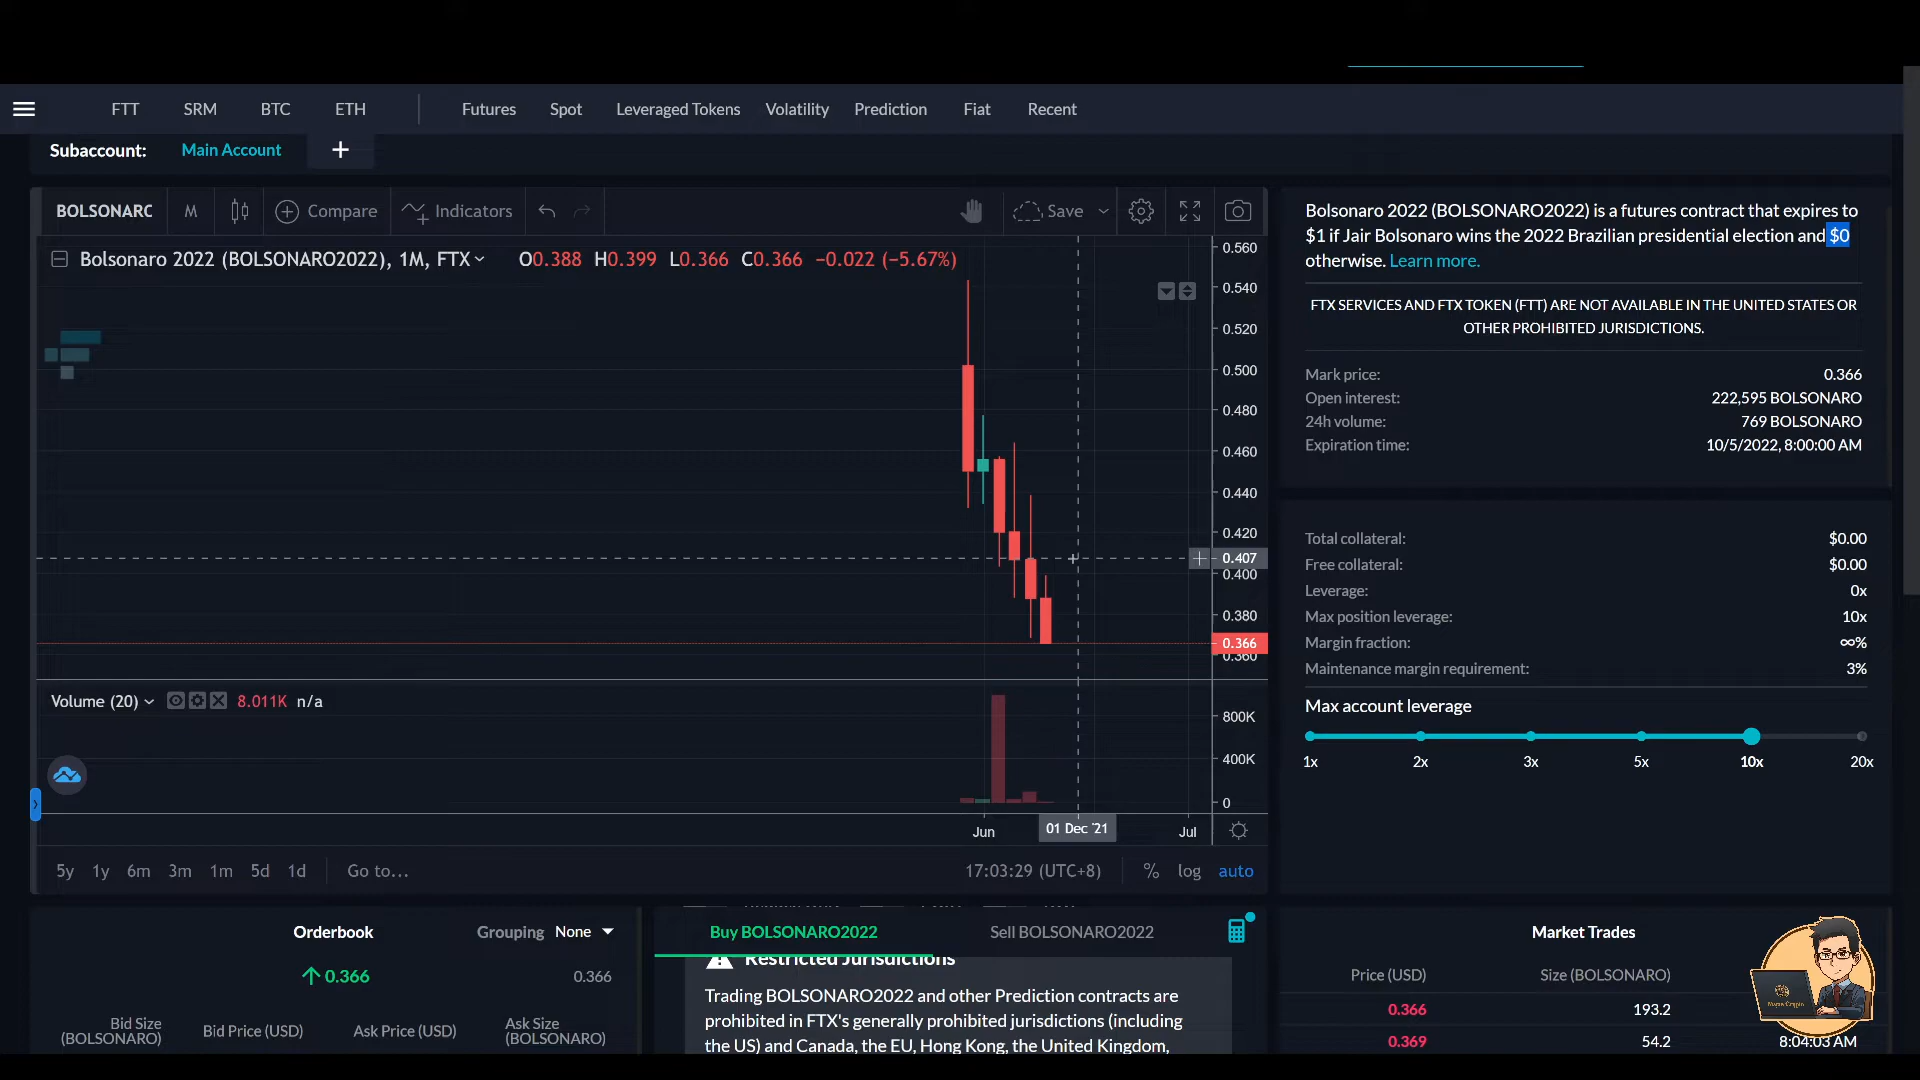 FTT SRM BTC ETH Futures Spot Leveraged Tokens Volatility Prediction Fiat Recent
Subaccount: Main Account +
BOLSONARC M Compare Indicators Save
Bolsonaro 2022 (BOLSONARO2022), 1M, FTX O0.388 H0.399 L0.366 C0.366 −0.022 (−5.67%)
0.560
0.540
0.520
0.500
0.480
0.460
0.440
0.420
0.407
0.400
0.380
0.366
0.360
Volume (20) 8.011K n/a
800K
400K
0
Jun 01 Dec '21 Jul
5y 1y 6m 3m 1m 5d 1d Go to... 17:03:29 (UTC+8) % log auto
Bolsonaro 2022 (BOLSONARO2022) is a futures contract that expires to
$1 if Jair Bolsonaro wins the 2022 Brazilian presidential election and $0
otherwise. Learn more.
FTX SERVICES AND FTX TOKEN (FTT) ARE NOT AVAILABLE IN THE UNITED STATES OR
OTHER PROHIBITED JURISDICTIONS.
Mark price: 0.366
Open interest: 222,595 BOLSONARO
24h volume: 769 BOLSONARO
Expiration time: 10/5/2022, 8:00:00 AM
Total collateral: $0.00
Free collateral: $0.00
Leverage: 0x
Max position leverage: 10x
Margin fraction: ∞%
Maintenance margin requirement: 3%
Max account leverage
1x 2x 3x 5x 10x 20x
Orderbook Grouping None
0.366 0.366
Bid Size Bid Price (USD) Ask Price (USD) Ask Size
(BOLSONARO) (BOLSONARO)
Buy BOLSONARO2022 Sell BOLSONARO2022
Restricted Jurisdictions
Trading BOLSONARO2022 and other Prediction contracts are
prohibited in FTX's generally prohibited jurisdictions (including
the US) and Canada, the EU, Hong Kong, the United Kingdom,
Market Trades
Price (USD) Size (BOLSONARO)
0.366 193.2
0.369 54.2 8:04:03 AM